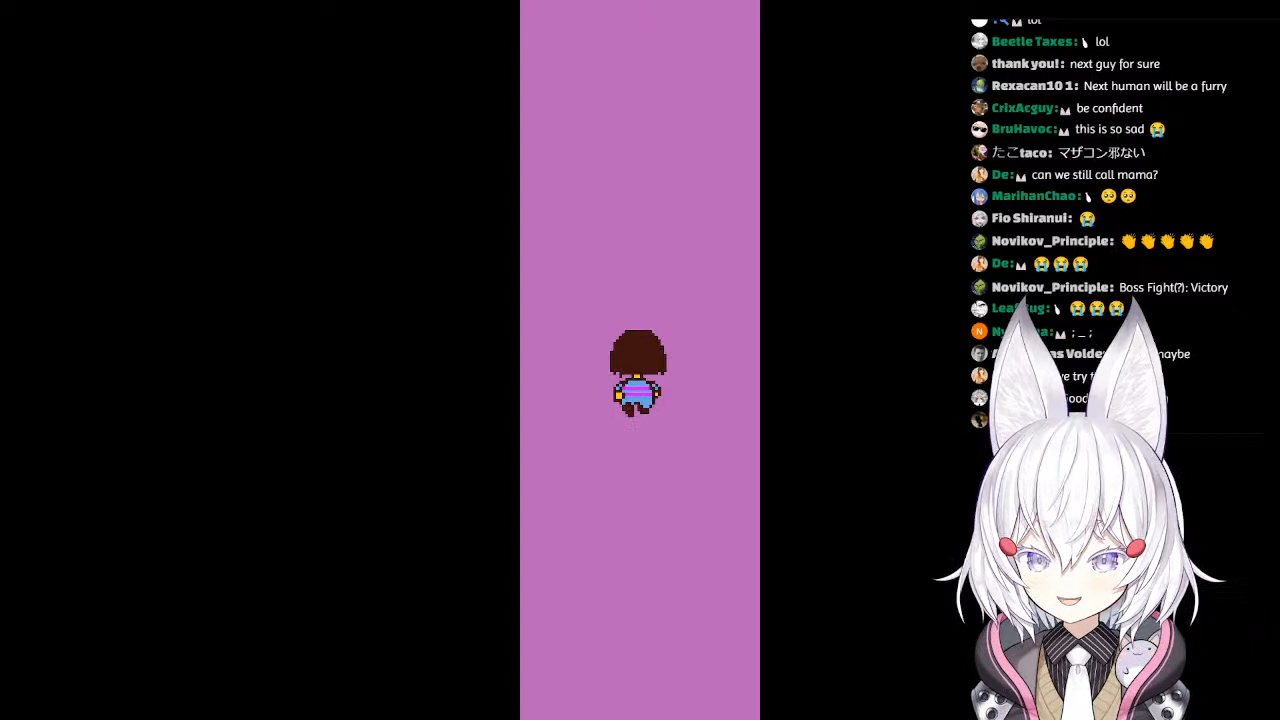 lol
Beetle Taxes: lol
thank you!: next guy for sure
Rexacan10 1: Next human will be a furry
CrixAcguy: be confident
BruHavoc: this is so sad 😭
たこtaco: マザコン邪ない
De: can we still call mama?
MarihanChao: 🥺🥺
Fio Shiranui: 😭
Novikov_Principle: 👏👏👏👏👏
De: 😭😭😭
Novikov_Principle: Boss Fight(?): Victory
😭😭😭
;_;
Volde